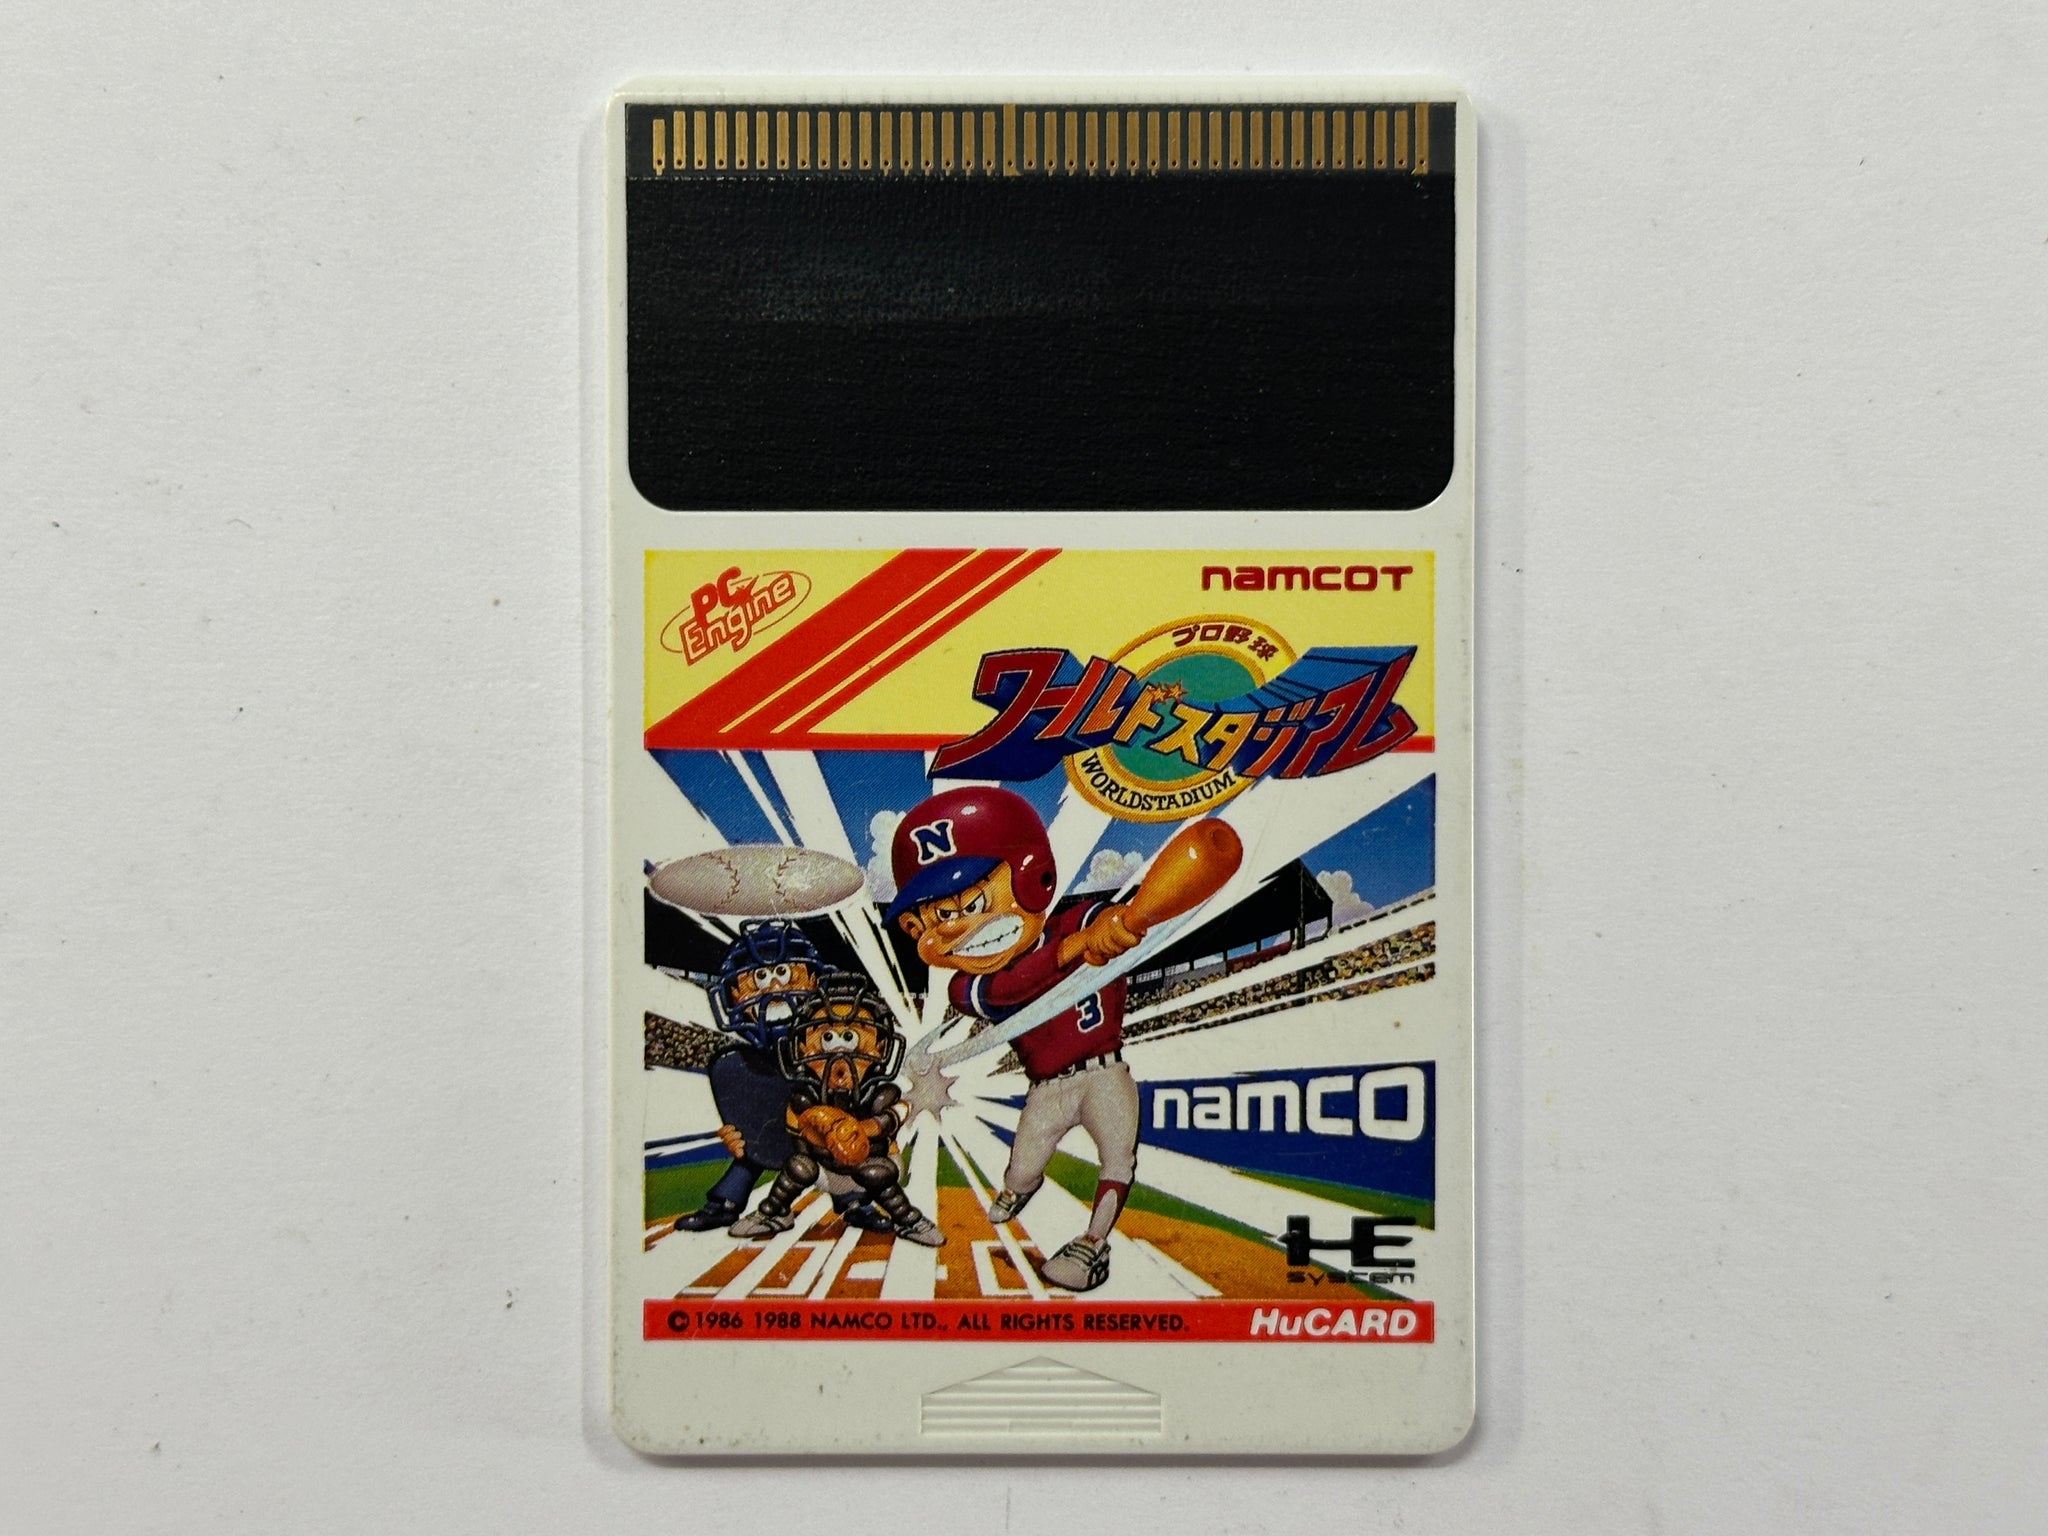 PC Engine
namcoT
プロ野球
ワールドスタジアム
WORLDSTADIUM
N
3
namco
HE
SYSTEM
© 1986 1988 NAMCO LTD., ALL RIGHTS RESERVED.
HuCARD